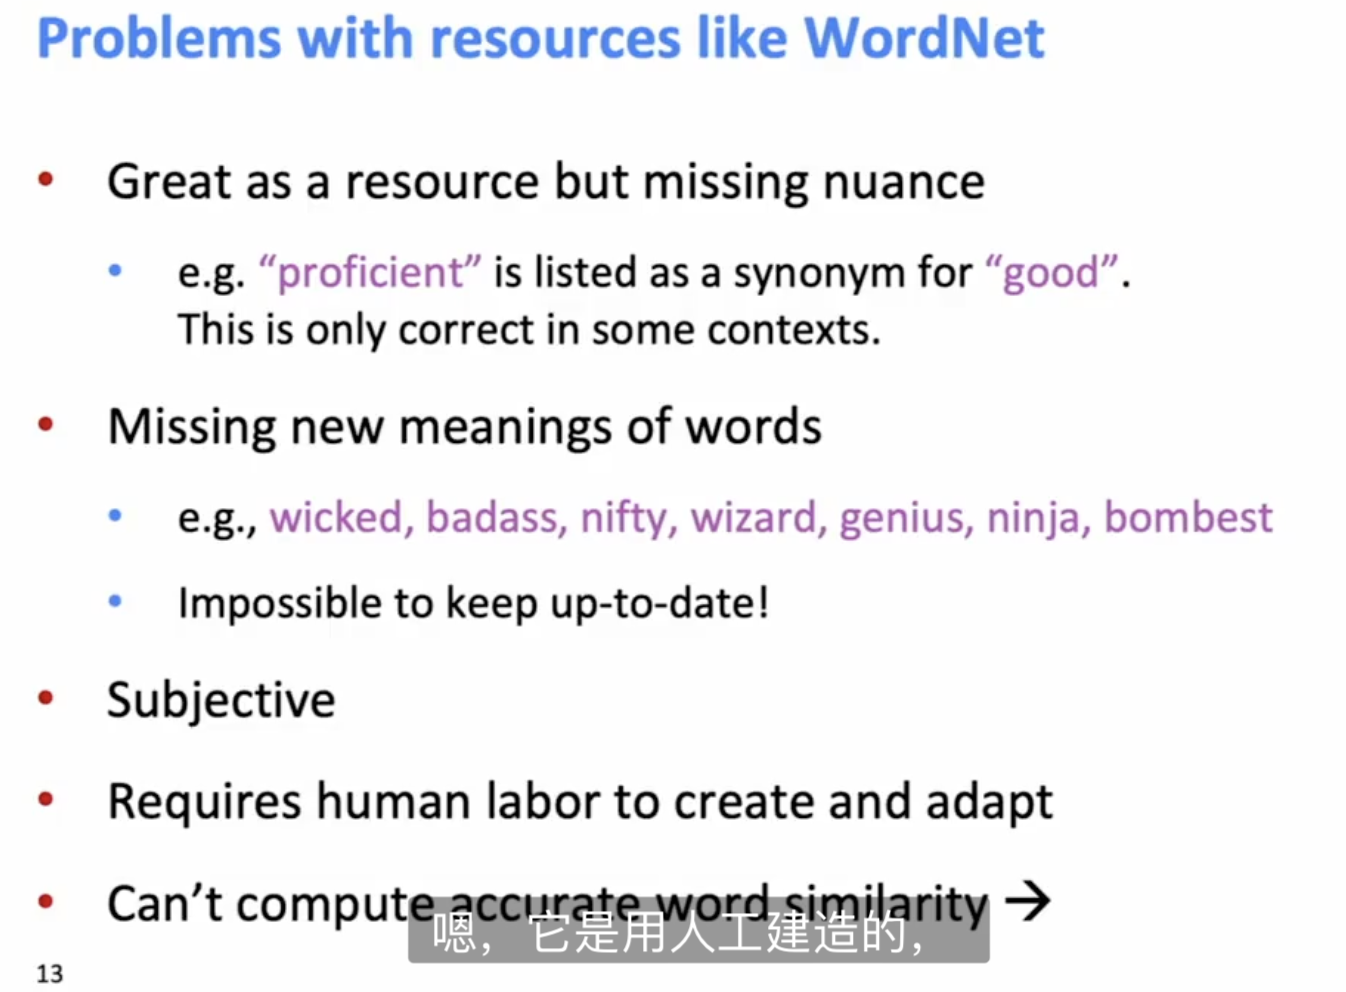 Problems with resources like WordNet
• Great as a resource but missing nuance
• e.g. “proficient” is listed as a synonym for “good”.
This is only correct in some contexts.
• Missing new meanings of words
• e.g., wicked, badass, nifty, wizard, genius, ninja, bombest
• Impossible to keep up-to-date!
• Subjective
• Requires human labor to create and adapt
• Can’t compute accurate word similarity →
嗯，它是用人工建造的，
13